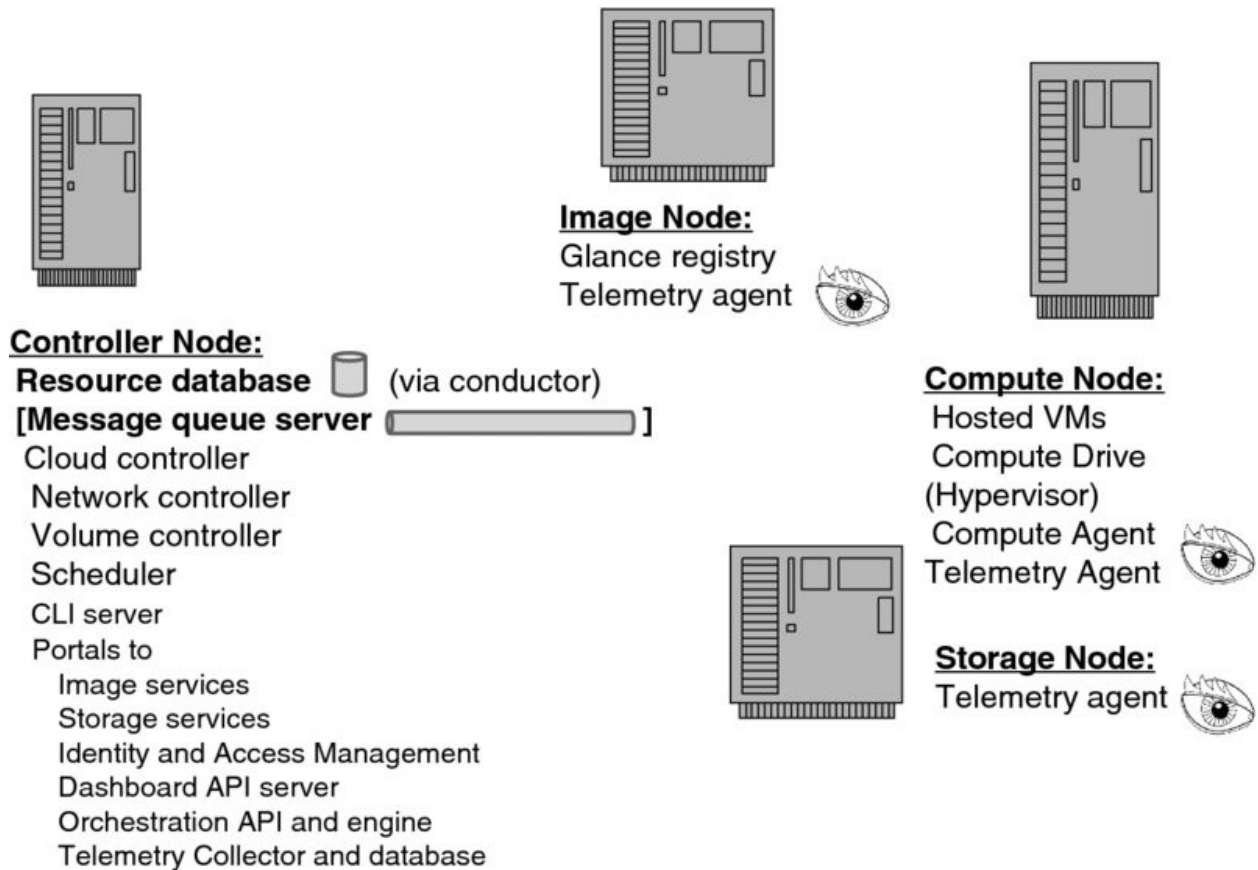 Image Node:
Glance registry
Telemetry agent
Controller Node:
Resource database (via conductor)
[Message queue server ]
Cloud controller
Network controller
Volume controller
Scheduler
CLI server
Portals to
Image services
Storage services
Identity and Access Management
Dashboard API server
Orchestration API and engine
Telemetry Collector and database
Compute Node:
Hosted VMs
Compute Drive
(Hypervisor)
Compute Agent
Telemetry Agent
Storage Node:
Telemetry agent